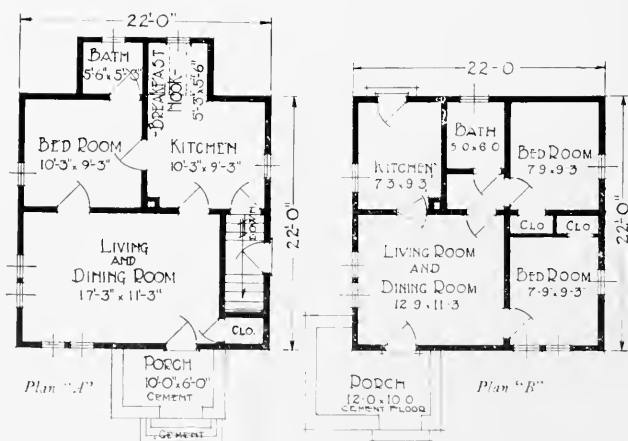 22'-0"
BATH
5'-6" x 5'-3"
BREAKFAST
NOOK
5'-3" x 5'-6"
BED ROOM
10'-3" x 9'-3"
KITCHEN
10'-3" x 9'-3"
22'-0"
DOWN
LIVING
AND
DINING ROOM
17'-3" x 11'-3"
CLO.
PORCH
10'-0" x 6'-0"
CEMENT
CEMENT
Plan "A"
22-0
BATH
5.0 x 6.0
KITCHEN
7.3 x 9.3
BED ROOM
7-9 x 9-3
CLO
CLO
22'-0"
LIVING ROOM
AND
DINING ROOM
12.9 x 11.3
BED ROOM
7-9 x 9-3
PORCH
12.0 x 10.0
CEMENT FLOOR
Plan "B"